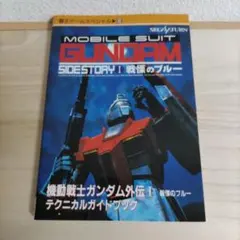 SEGA SATURN
MOBILE SUIT
GUNDAM
SIDE STORY I 戦慄のブルー
機動戦士ガンダム外伝I 戦慄のブルー
テクニカルガイドブック